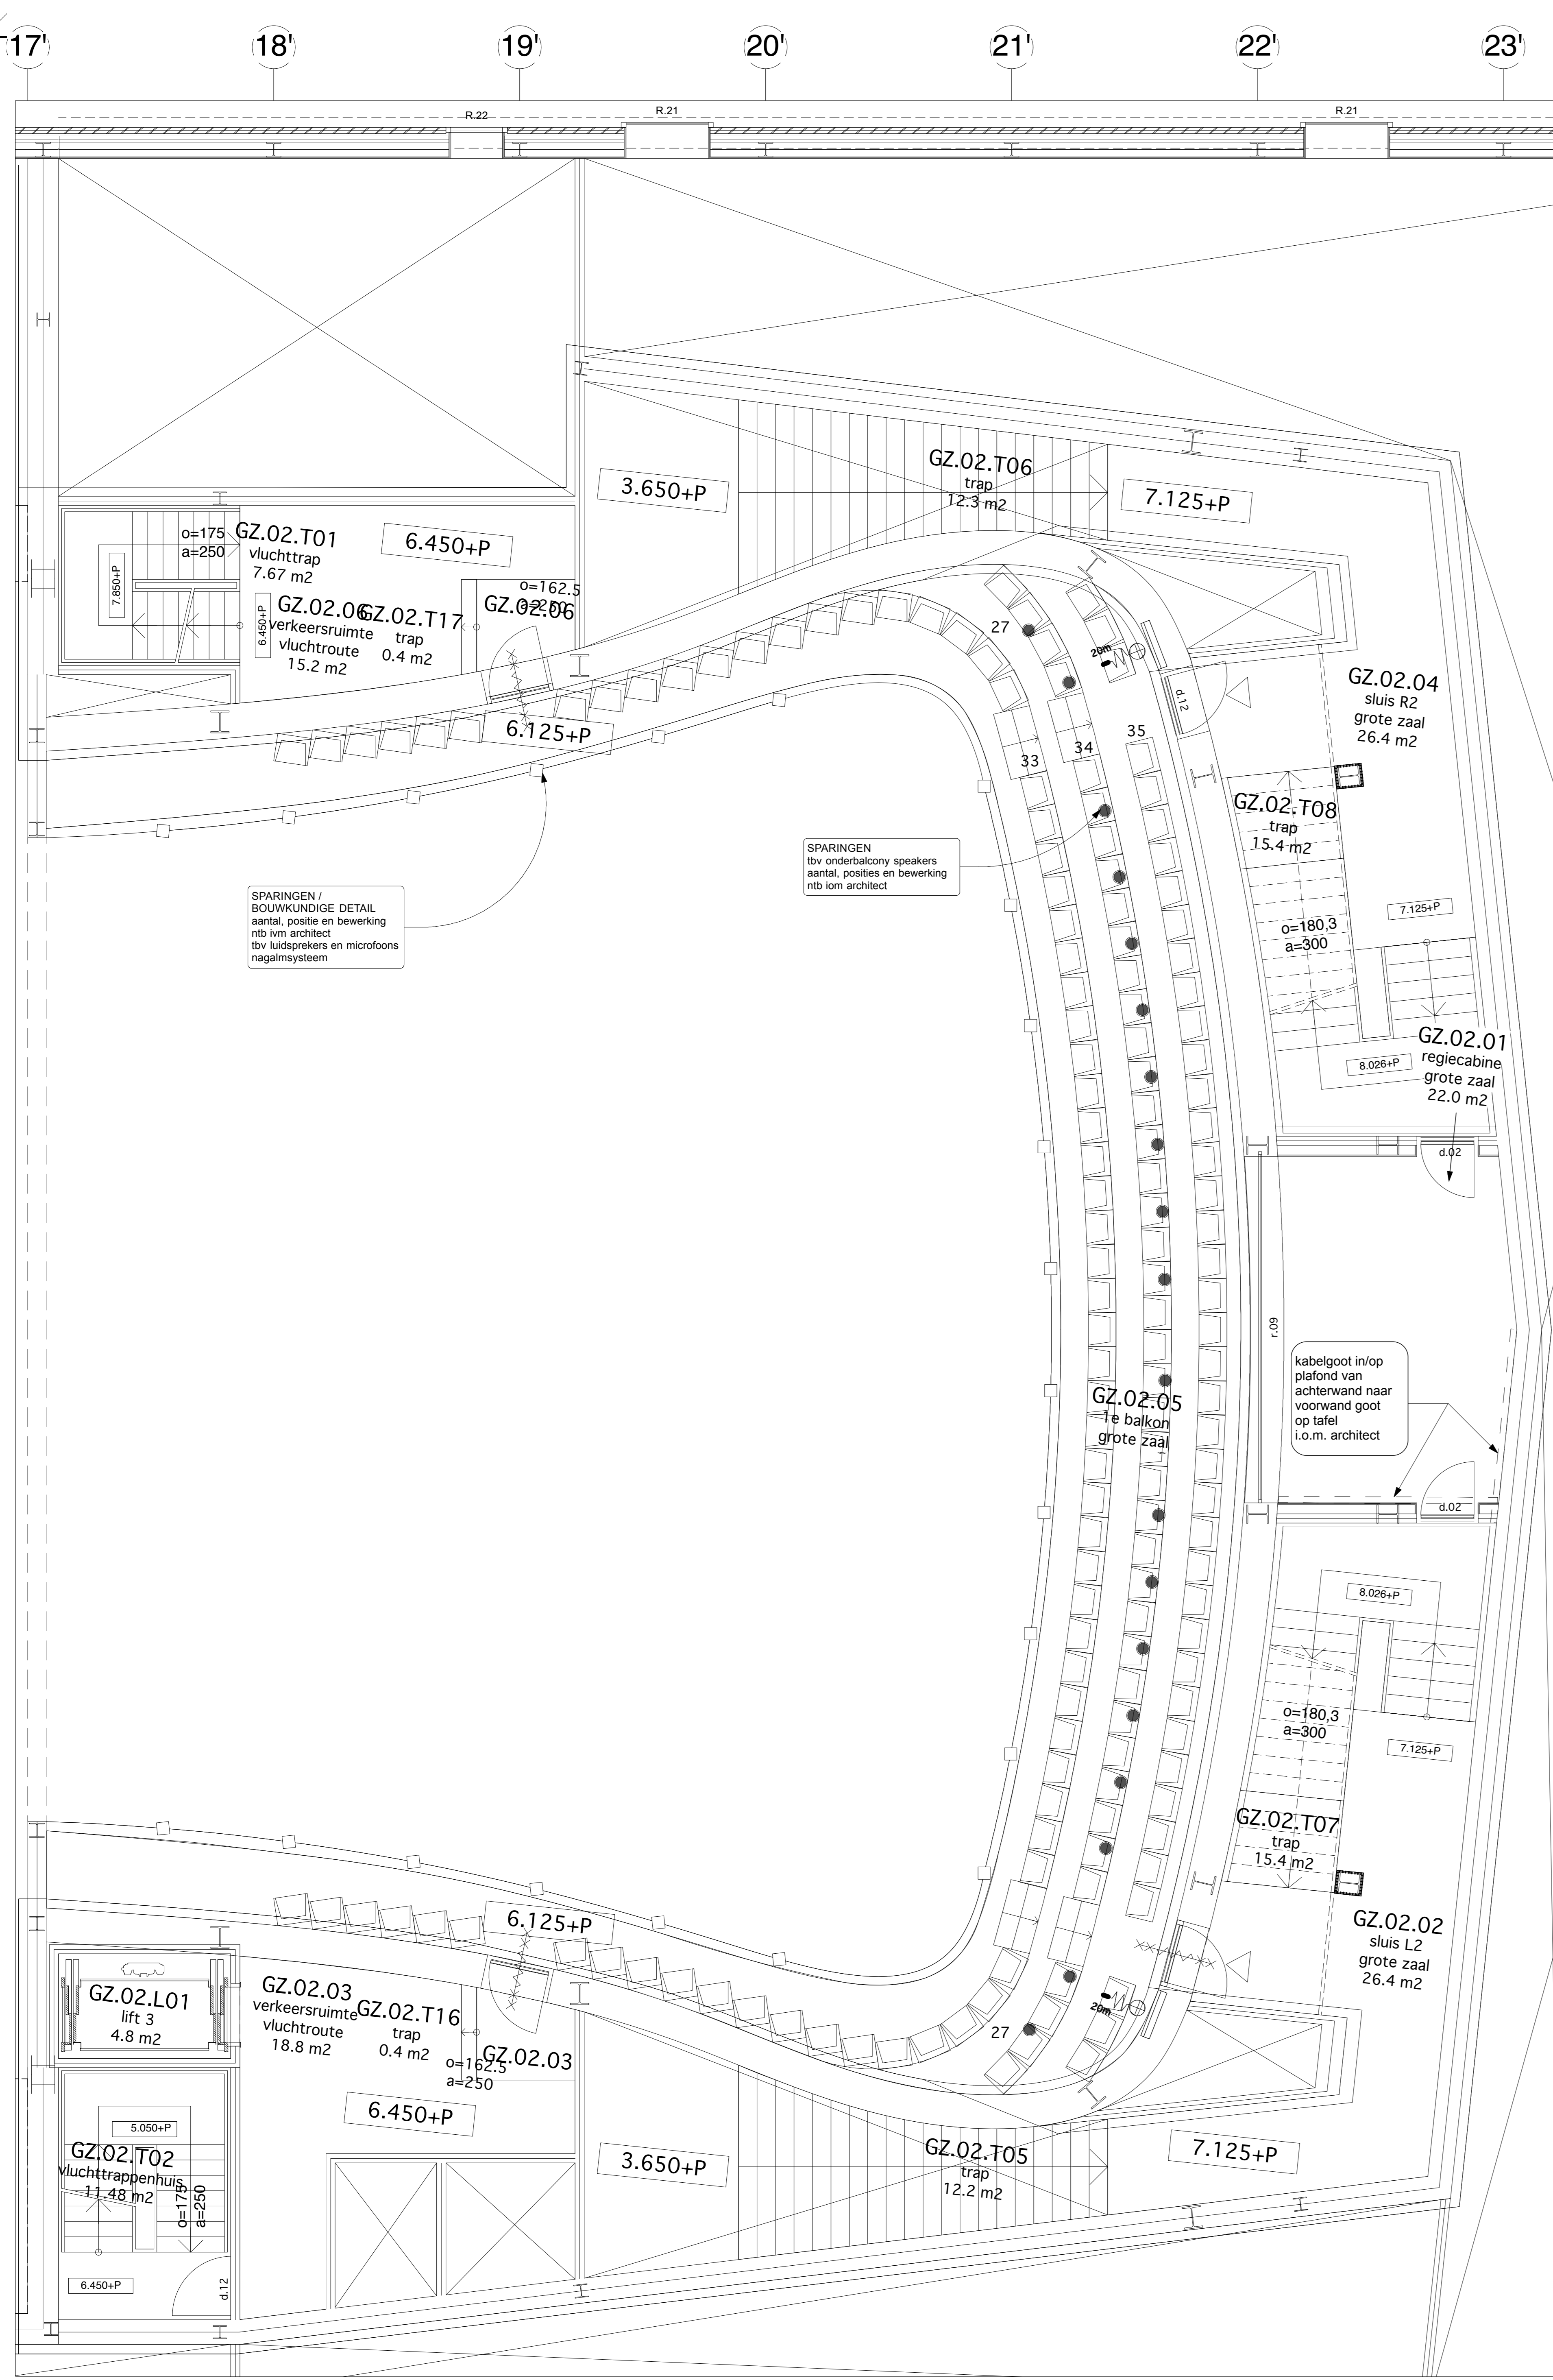 17'
18'
19'
20'
21'
22'
23'
R.22
R.21
R.21
GZ.02.T06
trap
12.3 m2
3.650+P
7.125+P
o=175
a=250
GZ.02.T01
vluchttrap
7.67 m2
6.450+P
7.850+P
6.450+P
GZ.02.06
verkeersruimte
vluchtroute
15.2 m2
GZ.02.T17
trap
0.4 m2
o=162.5
a=250
GZ.02.06
6.125+P
27
20m
d.12
GZ.02.04
sluis R2
grote zaal
26.4 m2
33
34
35
GZ.02.T08
trap
15.4 m2
SPARINGEN
tbv onderbalcony speakers
aantal, posities en bewerking
ntb iom architect
SPARINGEN /
BOUWKUNDIGE DETAIL
aantal, positie en bewerking
ntb ivm architect
tbv luidsprekers en microfoons
nagalmsysteem
o=180,3
a=300
7.125+P
8.026+P
GZ.02.01
regiecabine
grote zaal
22.0 m2
d.02
r.09
kabelgoot in/op
plafond van
achterwand naar
voorwand goot
op tafel
i.o.m. architect
GZ.02.05
1e balkon
grote zaal
d.02
8.026+P
o=180,3
a=300
7.125+P
GZ.02.T07
trap
15.4 m2
GZ.02.02
sluis L2
grote zaal
26.4 m2
6.125+P
GZ.02.L01
lift 3
4.8 m2
GZ.02.03
verkeersruimte
vluchtroute
18.8 m2
GZ.02.T16
trap
0.4 m2
o=162.5
a=250
GZ.02.03
27
20m
6.450+P
5.050+P
GZ.02.T02
vluchttrappenhuis
11.48 m2
o=175
a=250
6.450+P
d.12
3.650+P
GZ.02.T05
trap
12.2 m2
7.125+P